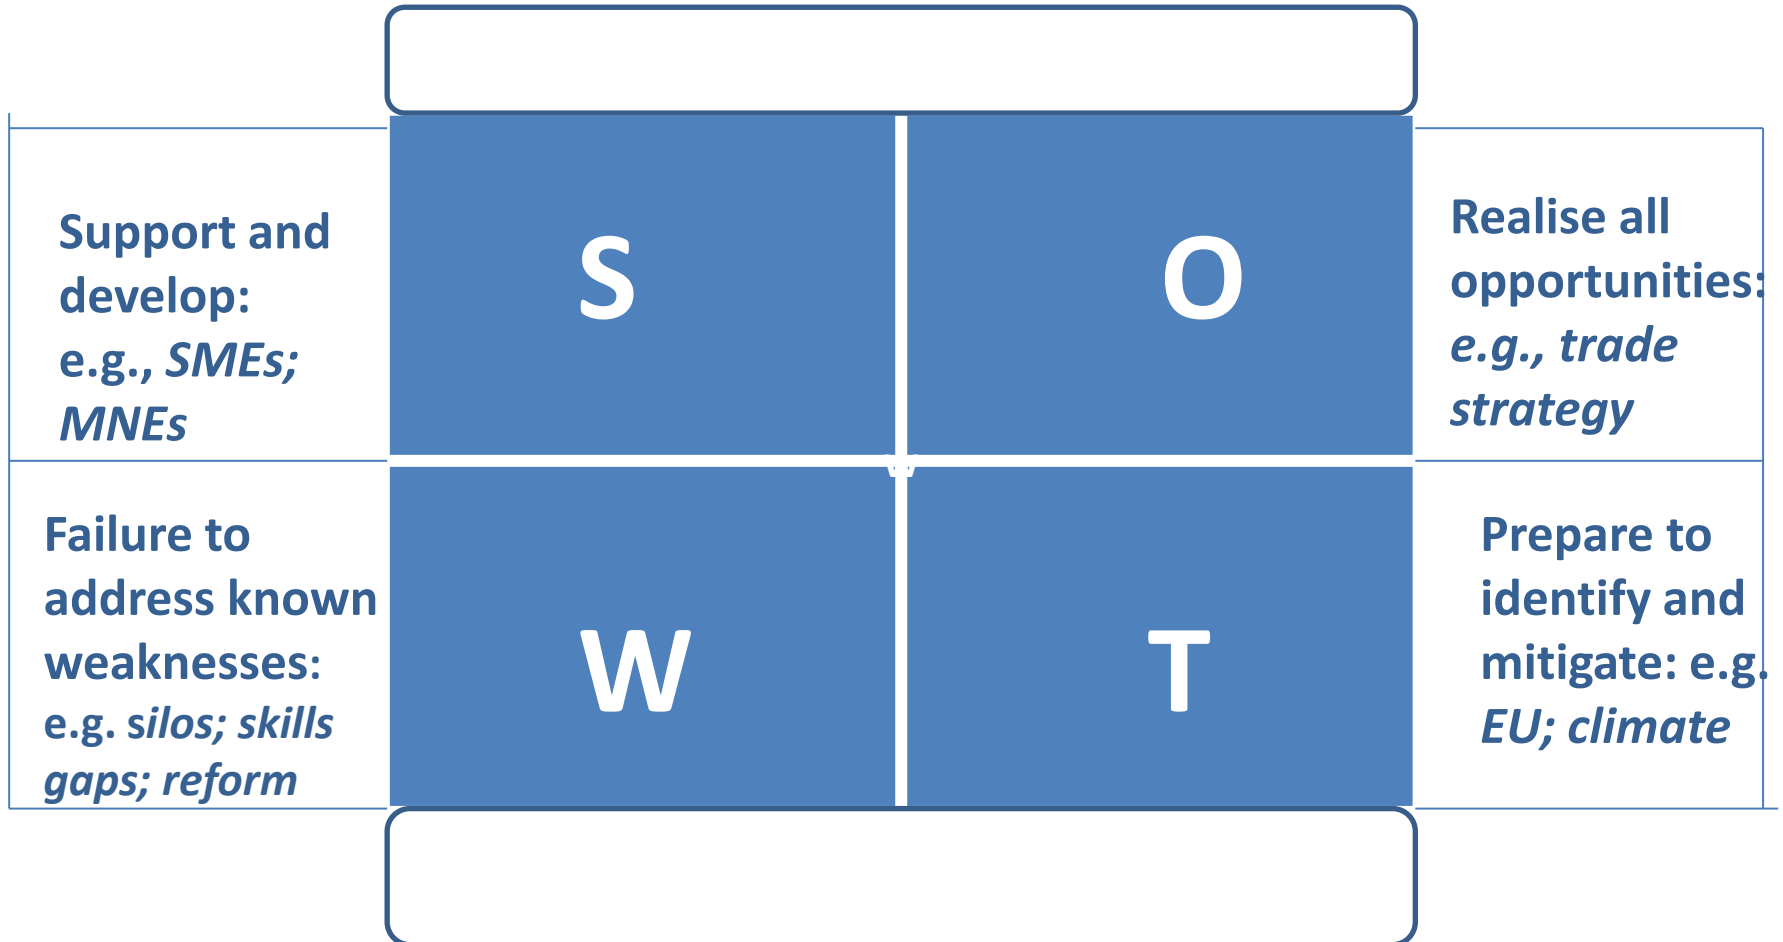 Support and
develop:
e.g., SMEs;
MNEs
S
O
Realise all
opportunities:
e.g., trade
strategy
Failure to
address known
weaknesses:
e.g. silos; skills
gaps; reform
W
T
Prepare to
identify and
mitigate: e.g.
EU; climate